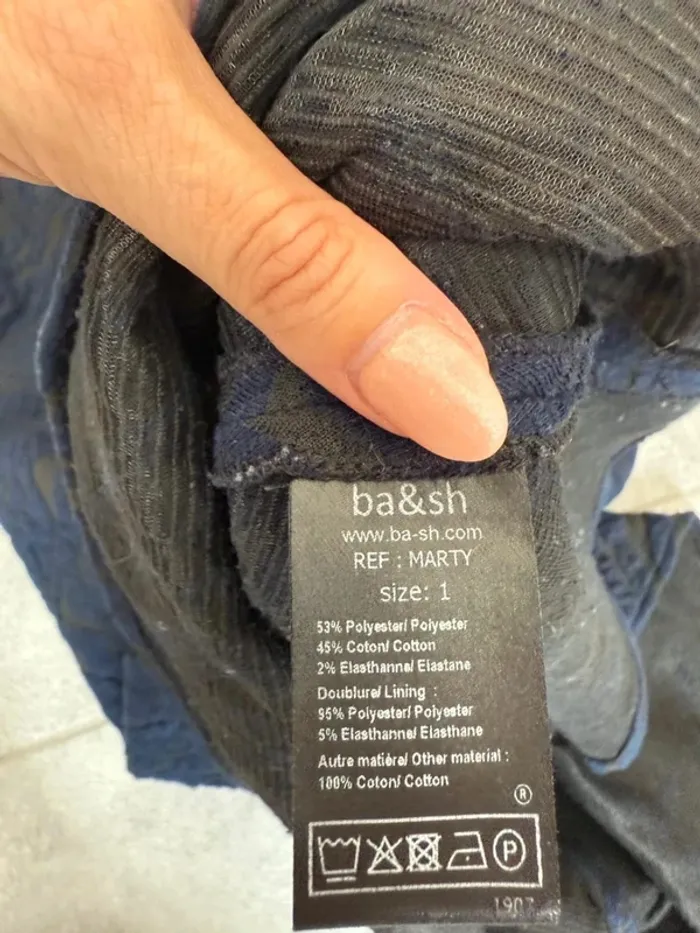 ba&sh
www.ba-sh.com
REF : MARTY
size: 1
53% Polyester/ Polyester
45% Coton/ Cotton
2% Elasthanne/ Elastane
Doublure/ Lining :
95% Polyester/ Polyester
5% Elasthanne/ Elasthane
Autre matière/ Other material :
100% Coton/ Cotton
®
P